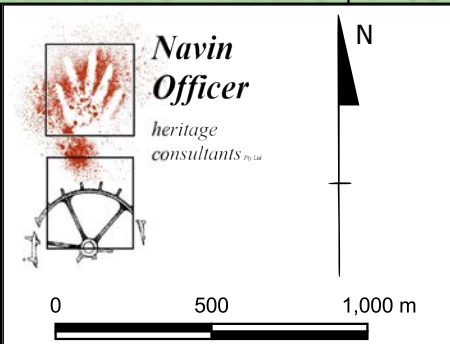 Navin
Officer
heritage
consultants Pty Ltd
N
0 500 1,000 m